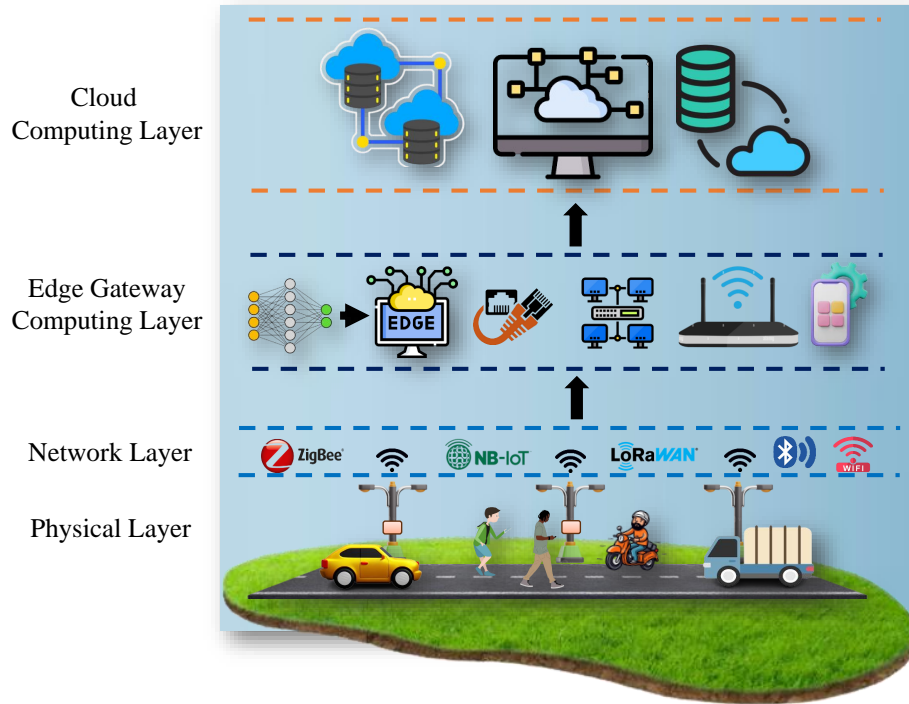 Cloud
Computing Layer
Edge Gateway
Computing Layer
EDGE
Network Layer
ZigBee®
NB-IoT
LoRaWAN®
WiFi
Physical Layer